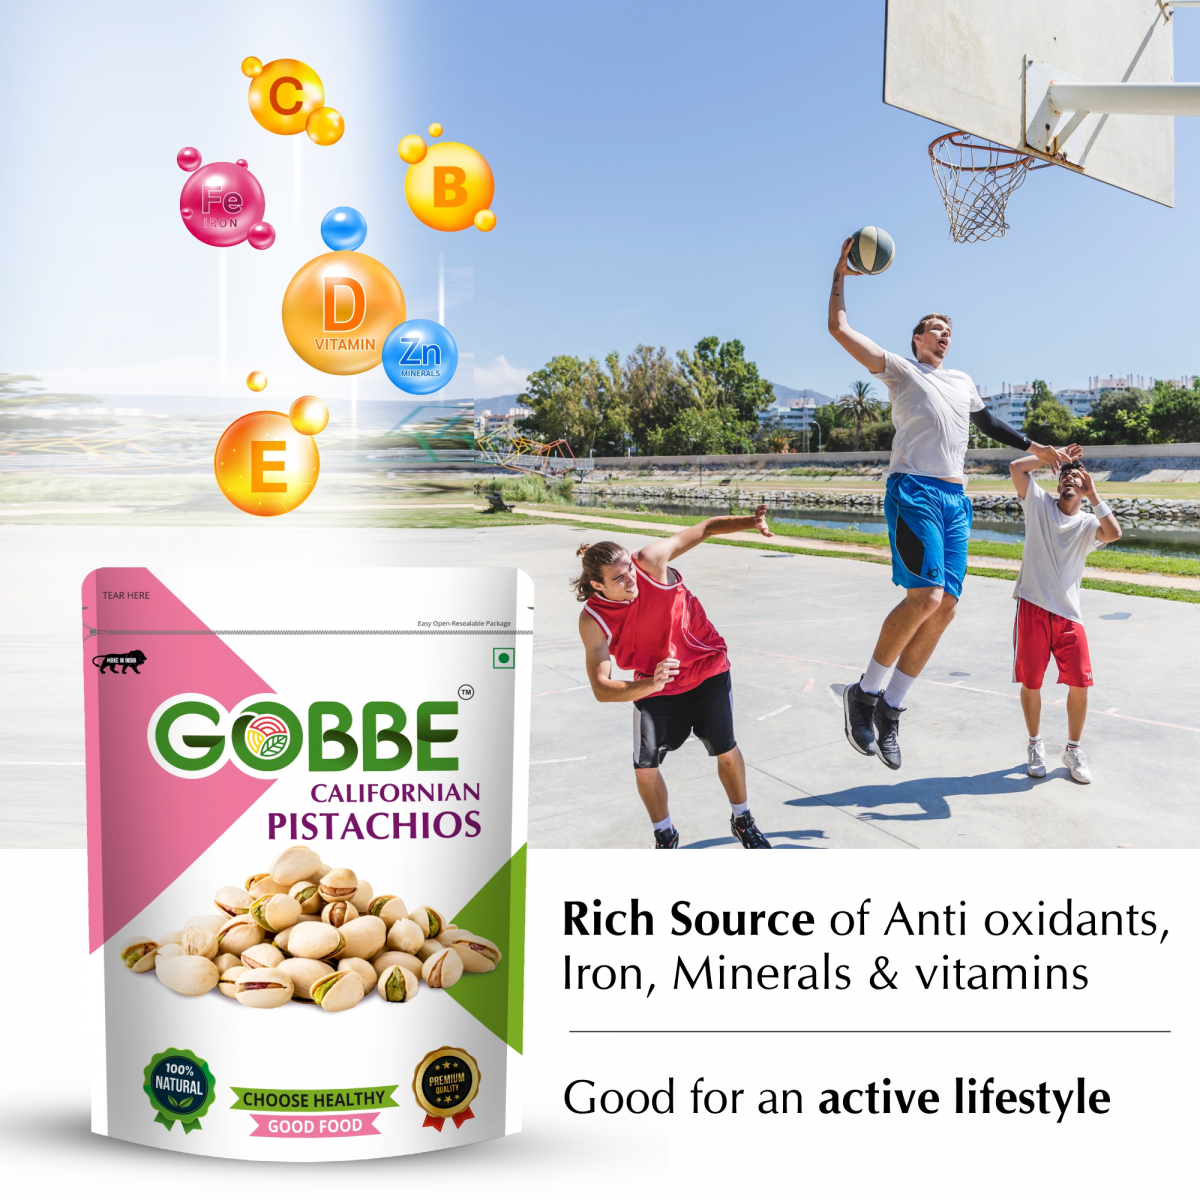 C
B
Fe
IRON
D
VITAMIN
Zn
MINERALS
E
TEAR HERE
Easy Open-Resealable Package
MAKE IN INDIA
TM
GOBBE
CALIFORNIAN
PISTACHIOS
100%
NATURAL
PREMIUM
QUALITY
CHOOSE HEALTHY
GOOD FOOD
Rich Source of Anti oxidants,
Iron, Minerals & vitamins
Good for an active lifestyle